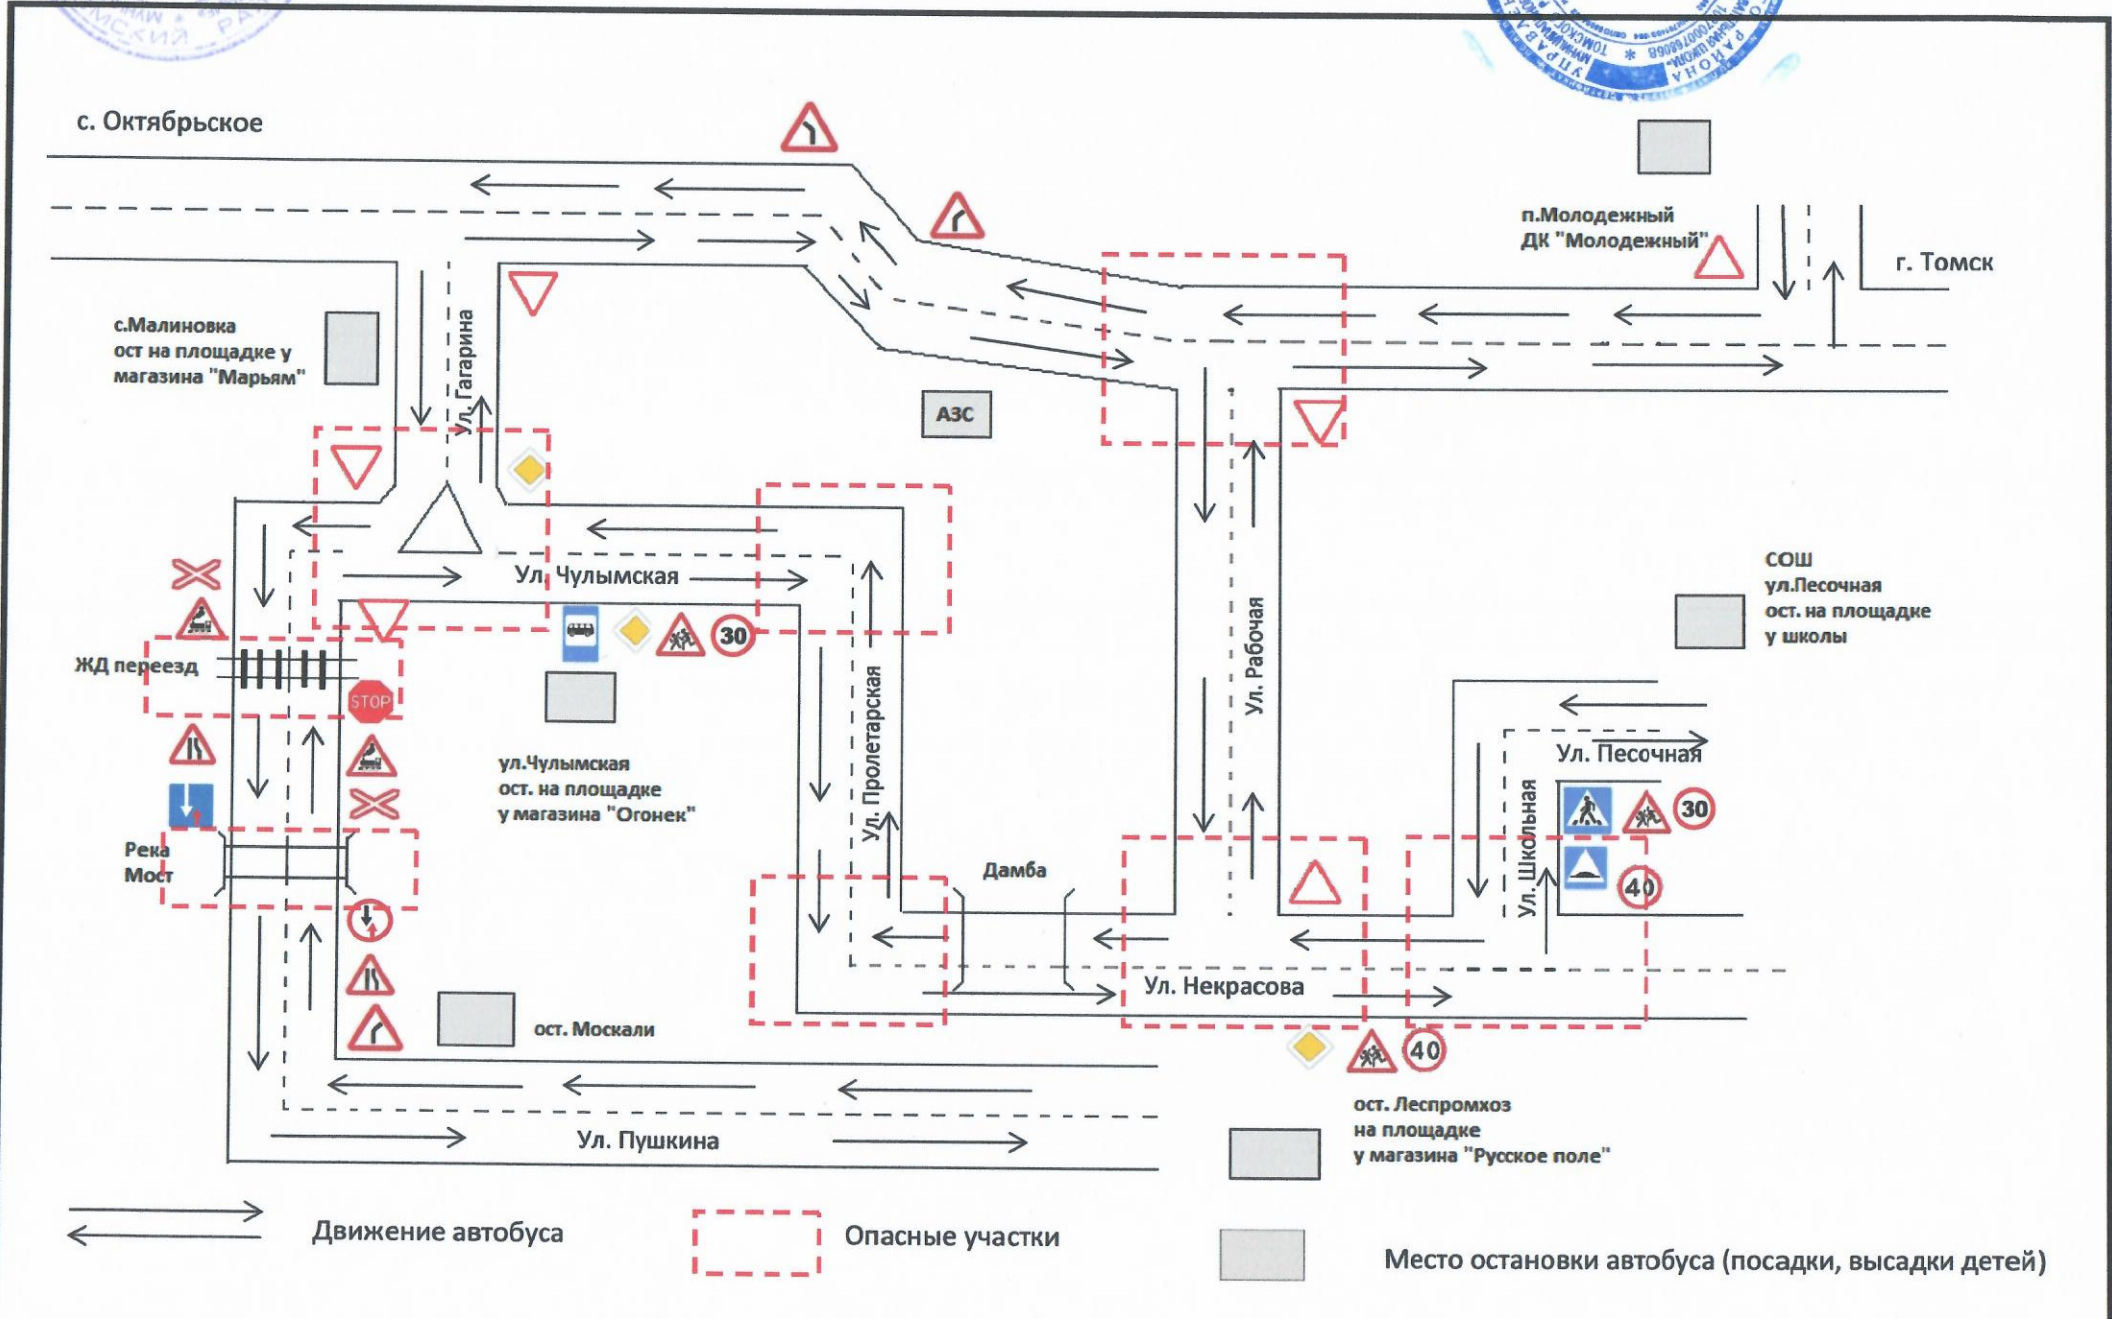 с. Октябрьское
п.Молодежный
ДК "Молодежный"
г. Томск
с.Малиновка
ост на площадке у
магазина "Марьям"
Ул. Гагарина
АЗС
Ул. Чулымская
30
ЖД переезд
STOP
ул.Чулымская
ост. на площадке
у магазина "Огонек"
Ул. Пролетарская
Ул. Рабочая
СОШ
ул.Песочная
ост. на площадке
у школы
Ул. Песочная
30
Ул. Школьная
40
Река
Мост
Дамба
Ул. Некрасова
40
ост. Москали
ост. Леспромхоз
на площадке
у магазина "Русское поле"
Ул. Пушкина
Движение автобуса
Опасные участки
Место остановки автобуса (посадки, высадки детей)